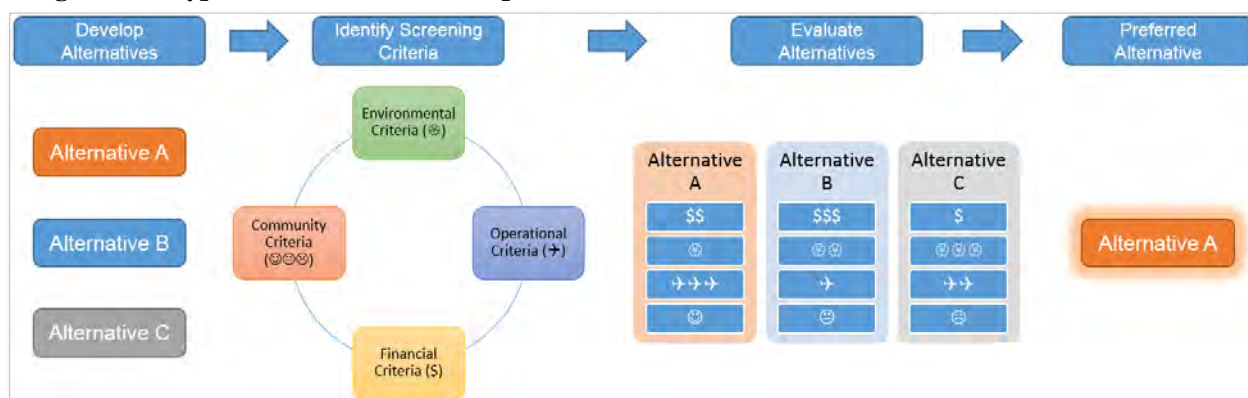 Develop
Alternatives
Identify Screening
Criteria
Evaluate
Alternatives
Preferred
Alternative
Alternative A
Alternative B
Alternative C
Environmental
Criteria (֍)
Community
Criteria
(☺😐☹)
Operational
Criteria (✈)
Financial
Criteria ($)
Alternative
A
$$
✈✈✈
☺
Alternative
B
$$$
✈
😐
Alternative
C
$
✈✈
☹
Alternative A